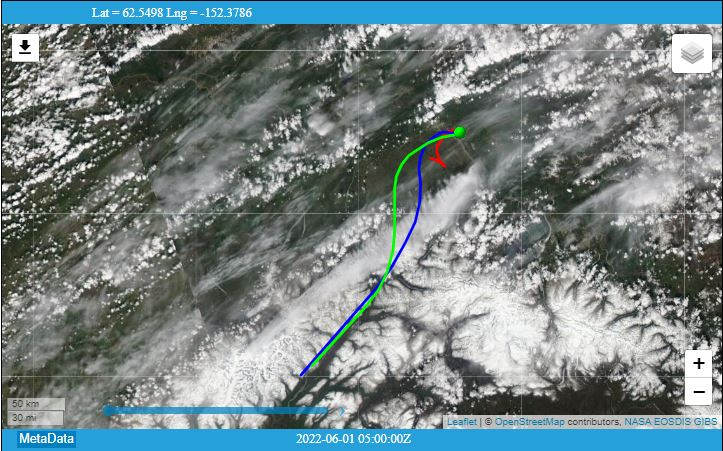 Lat = 62.5498 Lng = -152.3786
+
−
50 km
30 mi
Leaflet | © OpenStreetMap contributors, NASA EOSDIS GIBS
MetaData
2022-06-01 05:00:00Z